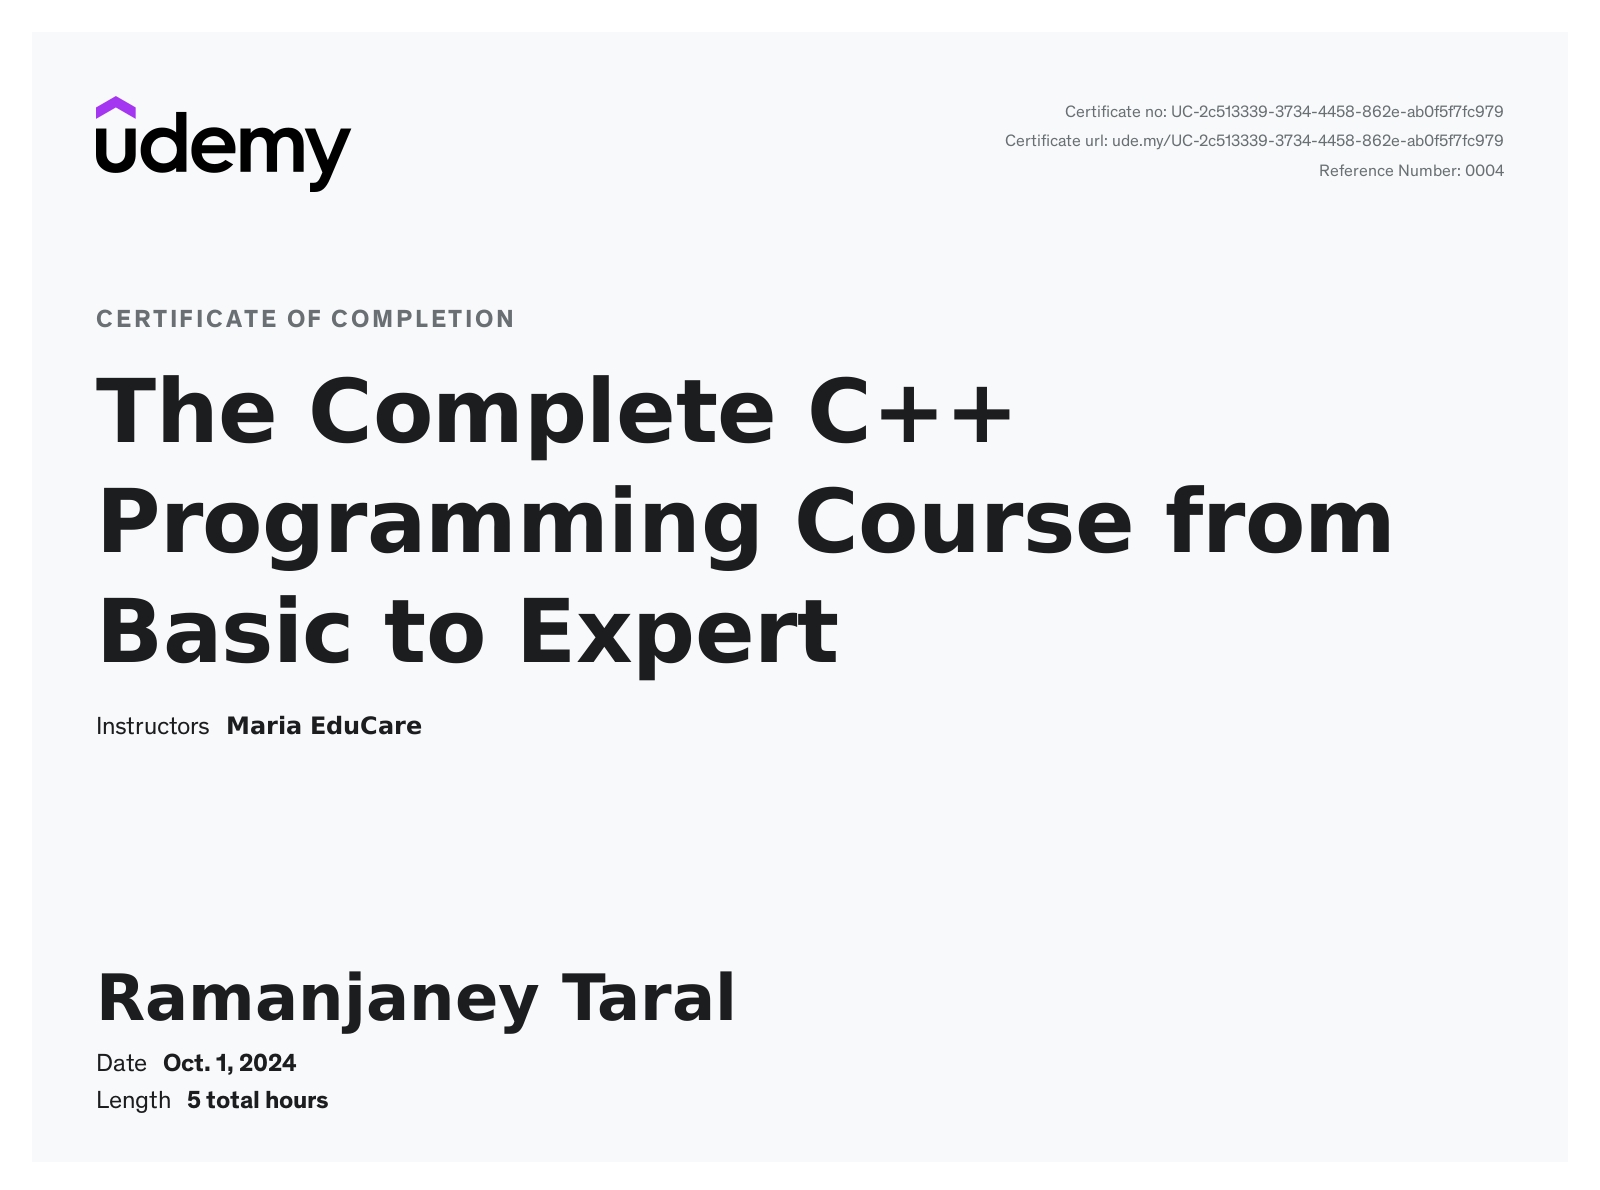 udemy
Certificate no: UC-2c513339-3734-4458-862e-ab0f5f7fc979
Certificate url: ude.my/UC-2c513339-3734-4458-862e-ab0f5f7fc979
Reference Number: 0004
CERTIFICATE OF COMPLETION
The Complete C++
Programming Course from
Basic to Expert
Instructors Maria EduCare
Ramanjaney Taral
Date Oct. 1, 2024
Length 5 total hours